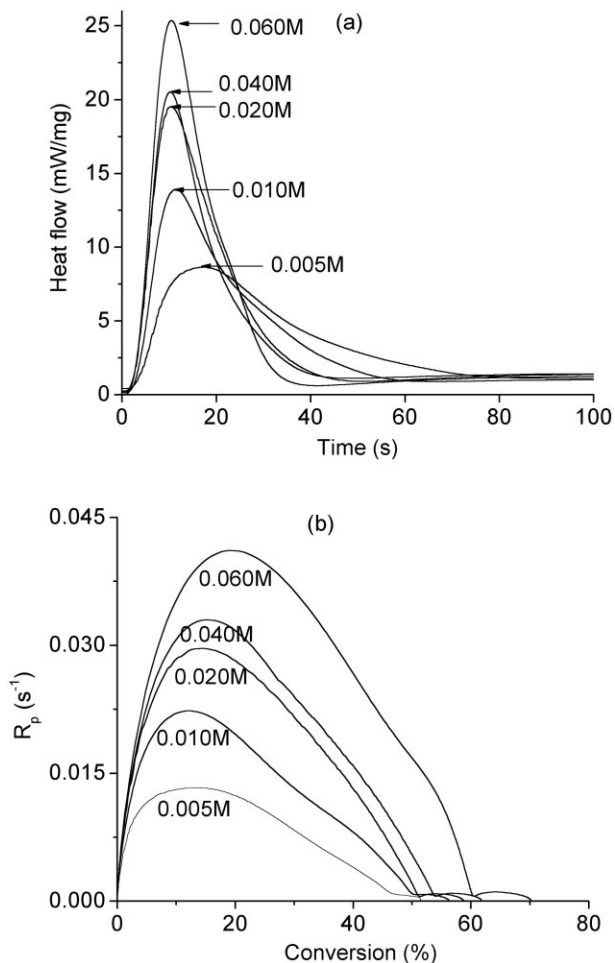 (a)
25
20
15
10
5
0
Heat flow (mW/mg)
0.060M
0.040M
0.020M
0.010M
0.005M
0 20 40 60 80 100
Time (s)
(b)
0.045
0.030
0.015
0.000
Rₚ (s⁻¹)
0.060M
0.040M
0.020M
0.010M
0.005M
0 20 40 60 80
Conversion (%)